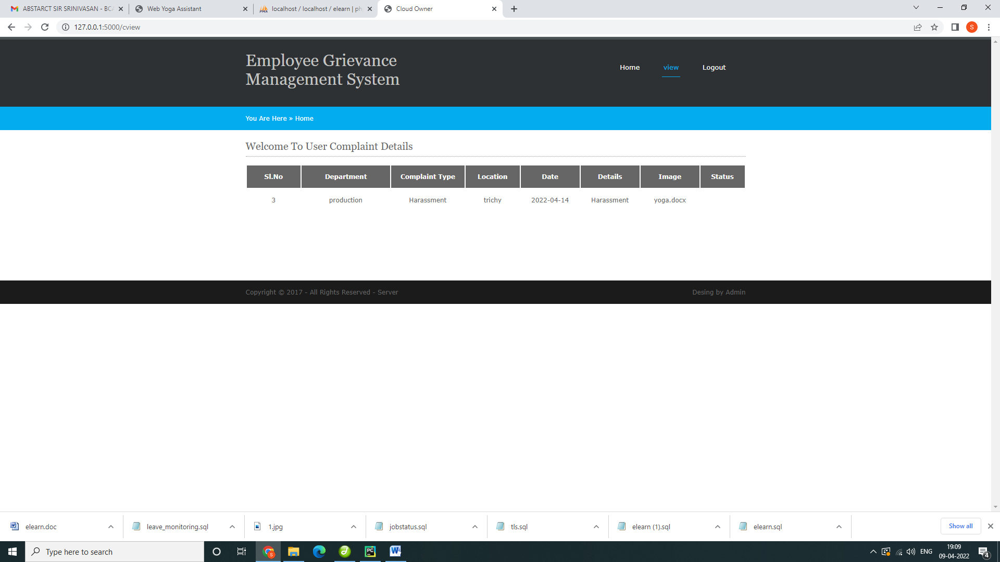 ABSTARCT SIR SRINIVASAN - BCA
Web Yoga Assistant
localhost / localhost / elearn | ph
Cloud Owner
127.0.0.1:5000/cview
S
Employee Grievance
Management System
Home
view
Logout
You Are Here » Home
Welcome To User Complaint Details
Sl.No Department Complaint Type Location Date Details Image Status
3 production Harassment trichy 2022-04-14 Harassment yoga.docx
Copyright © 2017 - All Rights Reserved - Server
Desing by Admin
elearn.doc
leave_monitoring.sql
1.jpg
jobstatus.sql
tls.sql
elearn (1).sql
elearn.sql
Show all
Type here to search
ENG
19:09
09-04-2022
4